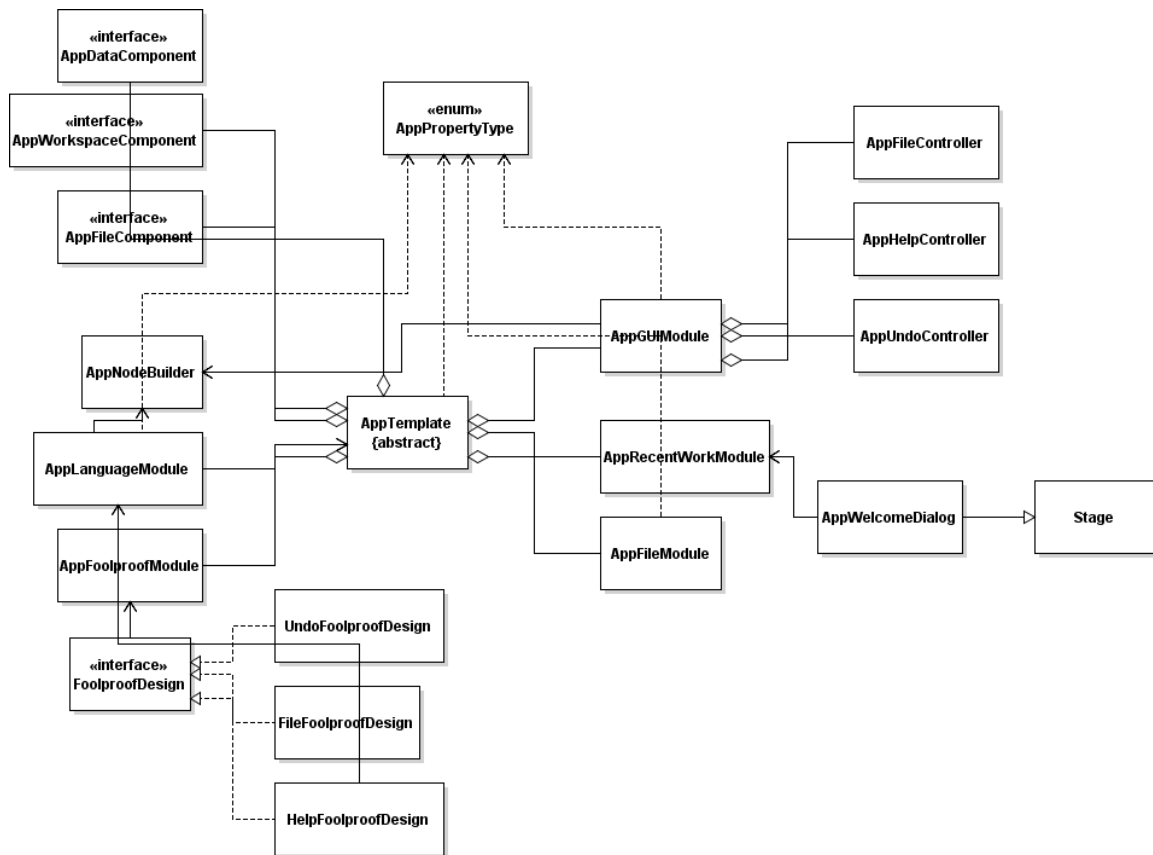 «interface»
AppDataComponent
«interface»
AppWorkspaceComponent
«interface»
AppFileComponent
«enum»
AppPropertyType
AppFileController
AppHelpController
AppUndoController
AppGUIModule
AppNodeBuilder
AppTemplate
{abstract}
AppLanguageModule
AppRecentWorkModule
AppWelcomeDialog
Stage
AppFoolproofModule
AppFileModule
UndoFoolproofDesign
«interface»
FoolproofDesign
FileFoolproofDesign
HelpFoolproofDesign